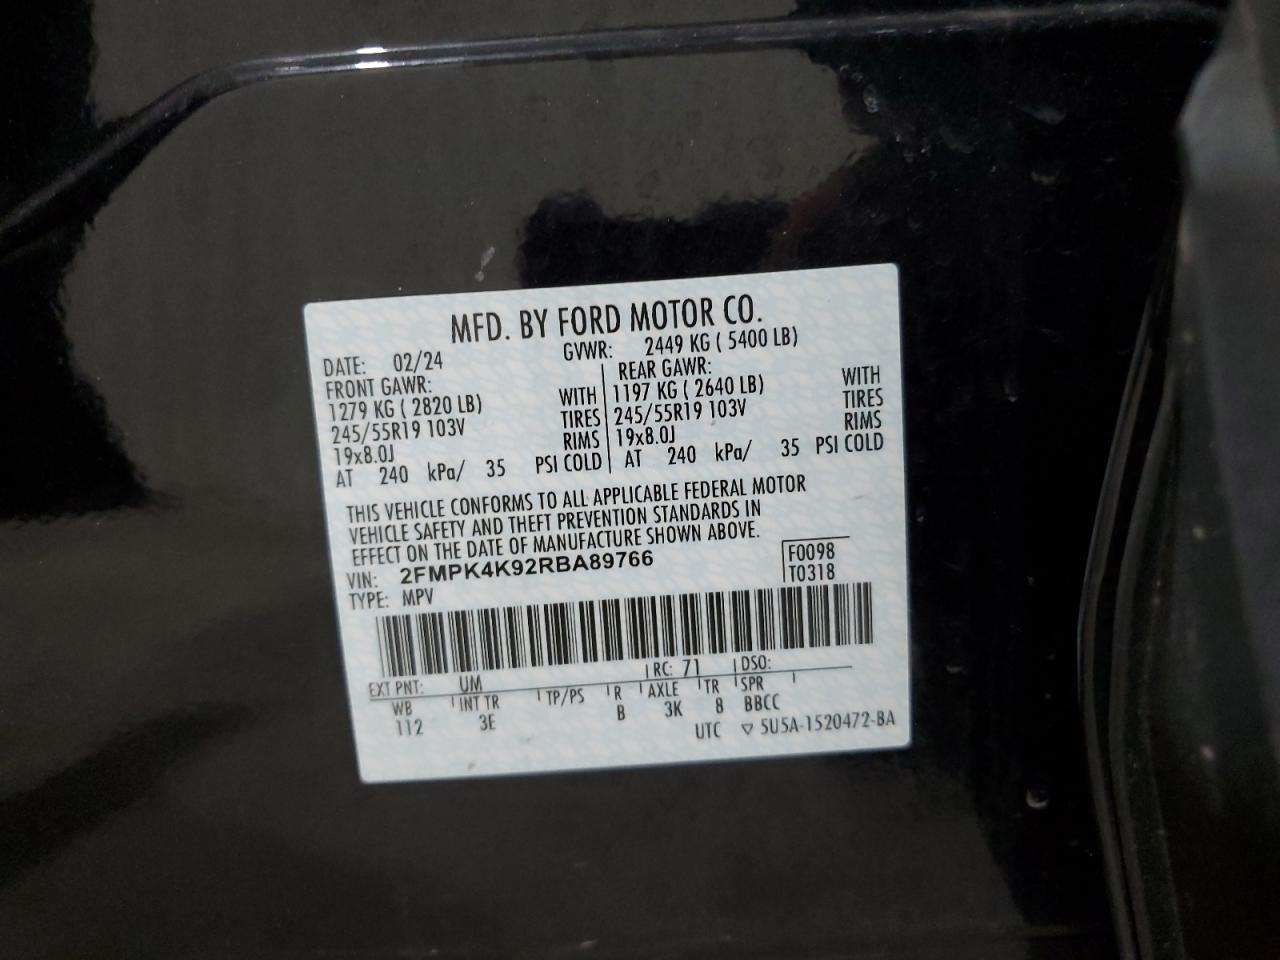 MFD. BY FORD MOTOR CO.
DATE: 02/24 GVWR: 2449 KG ( 5400 LB)
FRONT GAWR: REAR GAWR:
1279 KG ( 2820 LB) WITH 1197 KG ( 2640 LB) WITH
245/55R19 103V TIRES 245/55R19 103V TIRES
19x8.0J RIMS 19x8.0J RIMS
AT 240 kPa/ 35 PSI COLD AT 240 kPa/ 35 PSI COLD
THIS VEHICLE CONFORMS TO ALL APPLICABLE FEDERAL MOTOR
VEHICLE SAFETY AND THEFT PREVENTION STANDARDS IN
EFFECT ON THE DATE OF MANUFACTURE SHOWN ABOVE.
VIN: 2FMPK4K92RBA89766 F0098
TYPE: MPV T0318
EXT PNT: UM RC: 71 DSO:
WB INT TR TP/PS R AXLE TR SPR
112 3E B 3K 8 BBCC
UTC ▽ 5U5A-1520472-BA